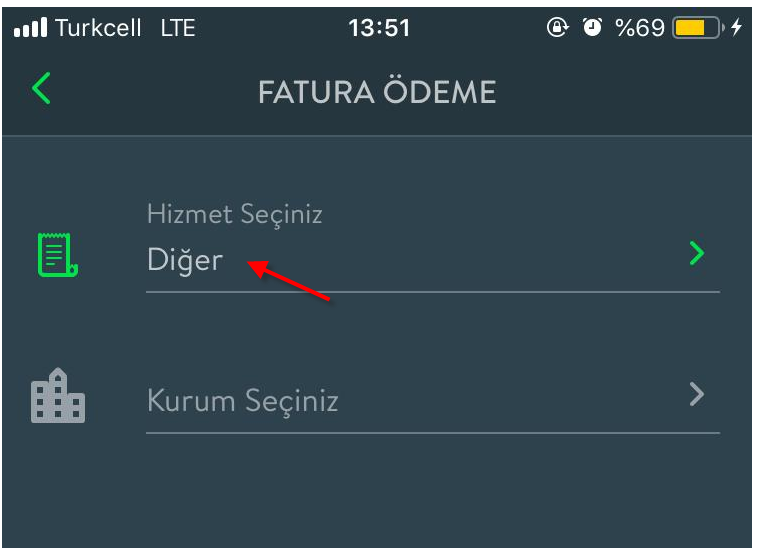 Turkcell LTE 13:51 %69
FATURA ÖDEME
Hizmet Seçiniz
Diğer
Kurum Seçiniz